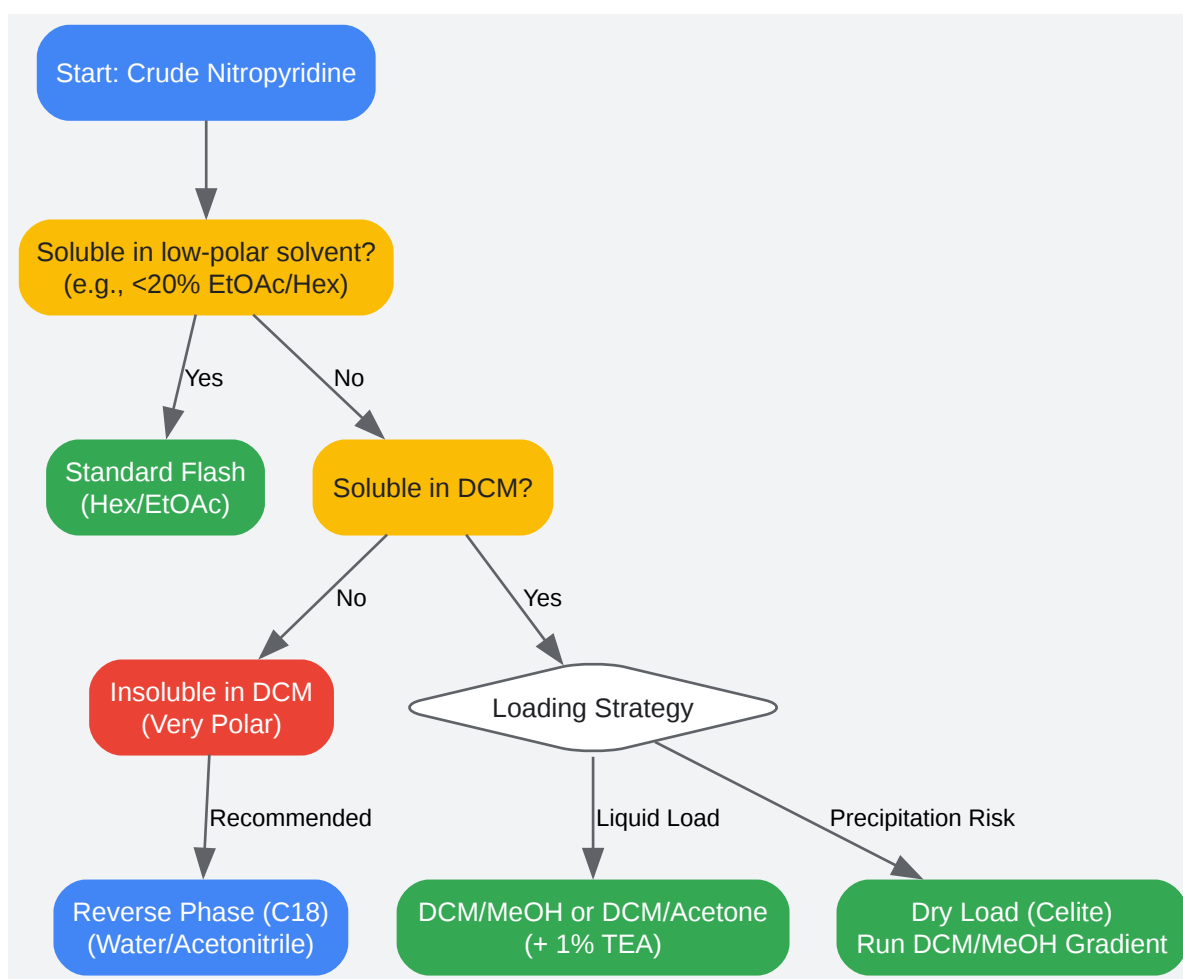 Start: Crude Nitropyridine
Soluble in low-polar solvent?
(e.g., <20% EtOAc/Hex)
Yes
No
Standard Flash
(Hex/EtOAc)
Soluble in DCM?
No
Yes
Insoluble in DCM
(Very Polar)
Loading Strategy
Recommended
Liquid Load
Precipitation Risk
Reverse Phase (C18)
(Water/Acetonitrile)
DCM/MeOH or DCM/Acetone
(+ 1% TEA)
Dry Load (Celite)
Run DCM/MeOH Gradient